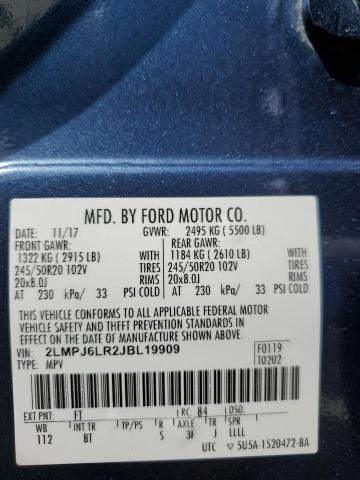 MFD. BY FORD MOTOR CO.
DATE: 11/17 GVWR: 2495 KG ( 5500 LB)
FRONT GAWR: REAR GAWR:
1322 KG ( 2915 LB) WITH 1184 KG ( 2610 LB) WITH
245/50R20 102V TIRES 245/50R20 102V TIRES
20x8.0J RIMS 20x8.0J RIMS
AT 230 kPa/ 33 PSI COLD AT 230 kPa/ 33 PSI COLD
THIS VEHICLE CONFORMS TO ALL APPLICABLE FEDERAL MOTOR
VEHICLE SAFETY STANDARDS IN EFFECT ON THE DATE OF MANUFACTURE SHOWN ABOVE.
VIN: 2LMPJ6LR2JBL19909 F0119
TYPE: MPV 10202
EXT PNT: FT RC: 84 DSO:
WB INT TR TP/PS R AXLE TR SPR
112 BT S 3F J LLLL
UTC 5U5A-1520472-BA